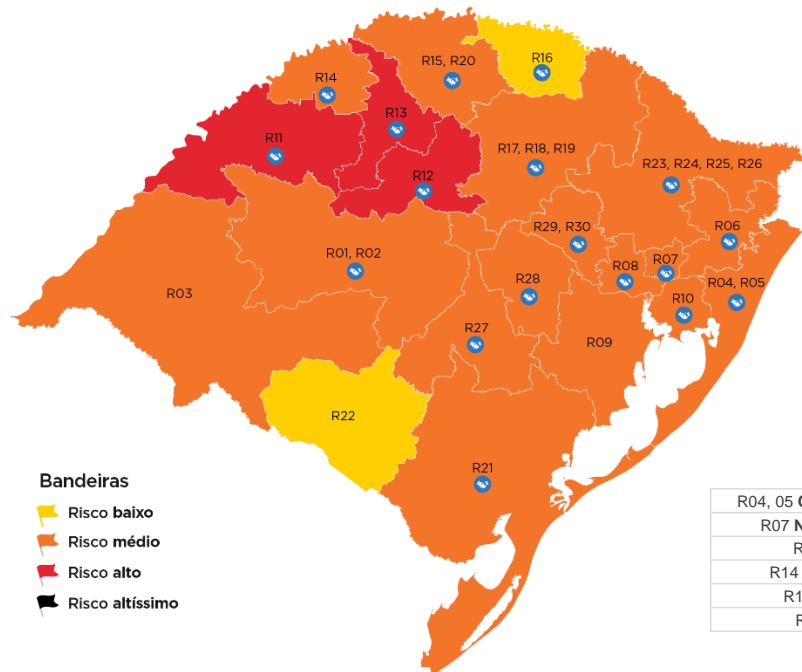 R16
R15, R20
R14
R13
R11
R17, R18, R19
R23, R24, R25, R26
R12
R29, R30
R06
R01, R02
R08
R07
R28
R04, R05
R03
R10
R27
R09
R22
R21
Bandeiras
Risco baixo
Risco médio
Risco alto
Risco altíssimo
R04, 05
R07
R14